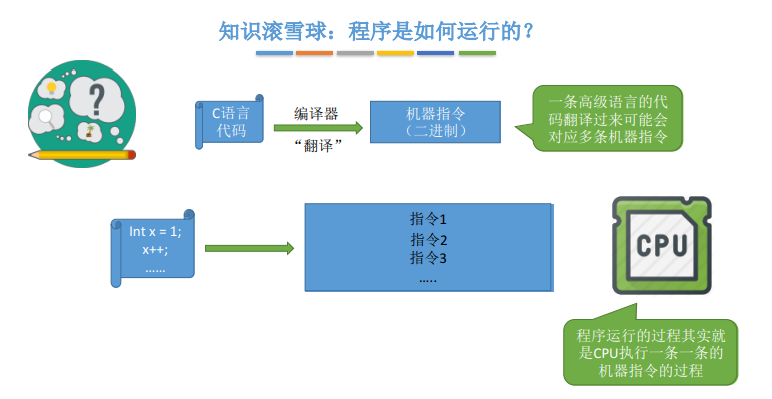 知识滚雪球：程序是如何运行的？
?
C语言
代码
编译器
“翻译”
机器指令
（二进制）
一条高级语言的代
码翻译过来可能会
对应多条机器指令
Int x = 1;
x++;
……
指令1
指令2
指令3
…..
CPU
程序运行的过程其实就
是CPU执行一条一条的
机器指令的过程